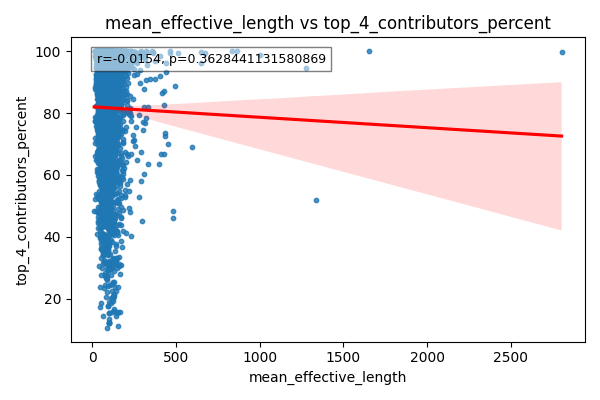 mean_effective_length vs top_4_contributors_percent
r=-0.0154, p=0.3628441131580869
100
80
60
40
20
top_4_contributors_percent
0 500 1000 1500 2000 2500
mean_effective_length